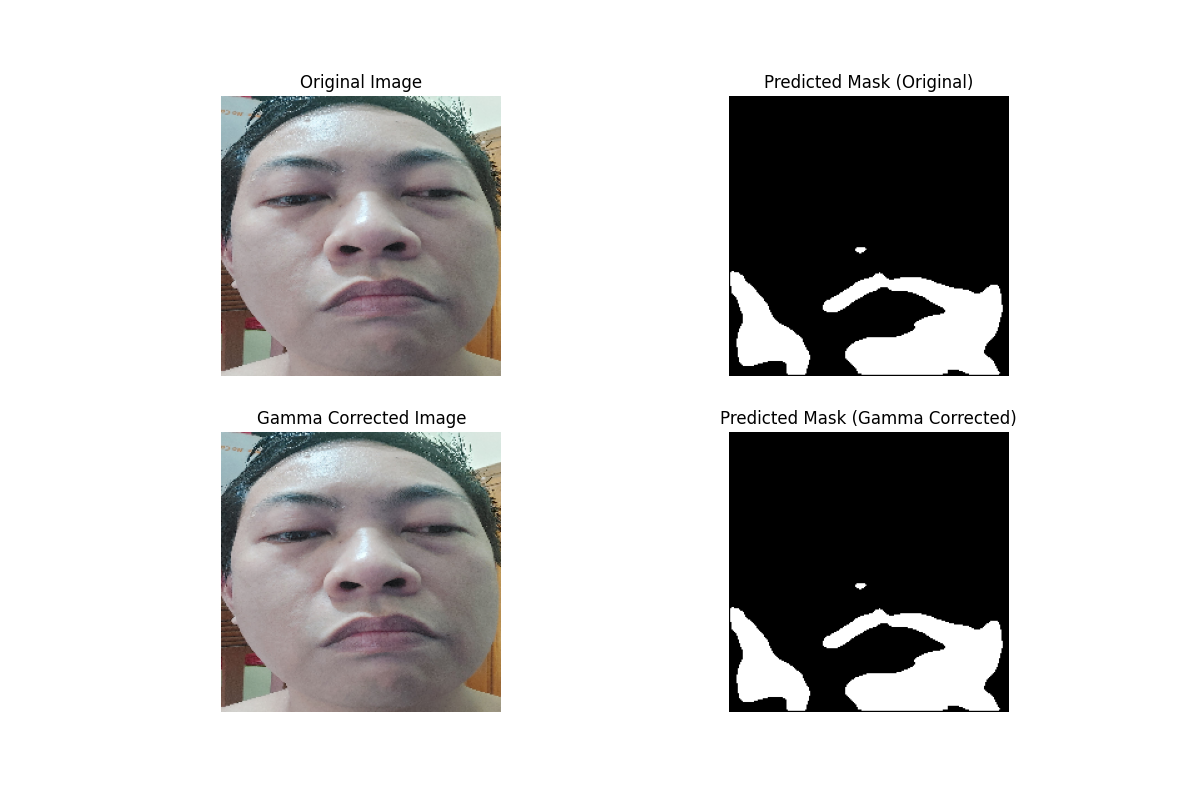 Original Image
Predicted Mask (Original)
Gamma Corrected Image
Predicted Mask (Gamma Corrected)